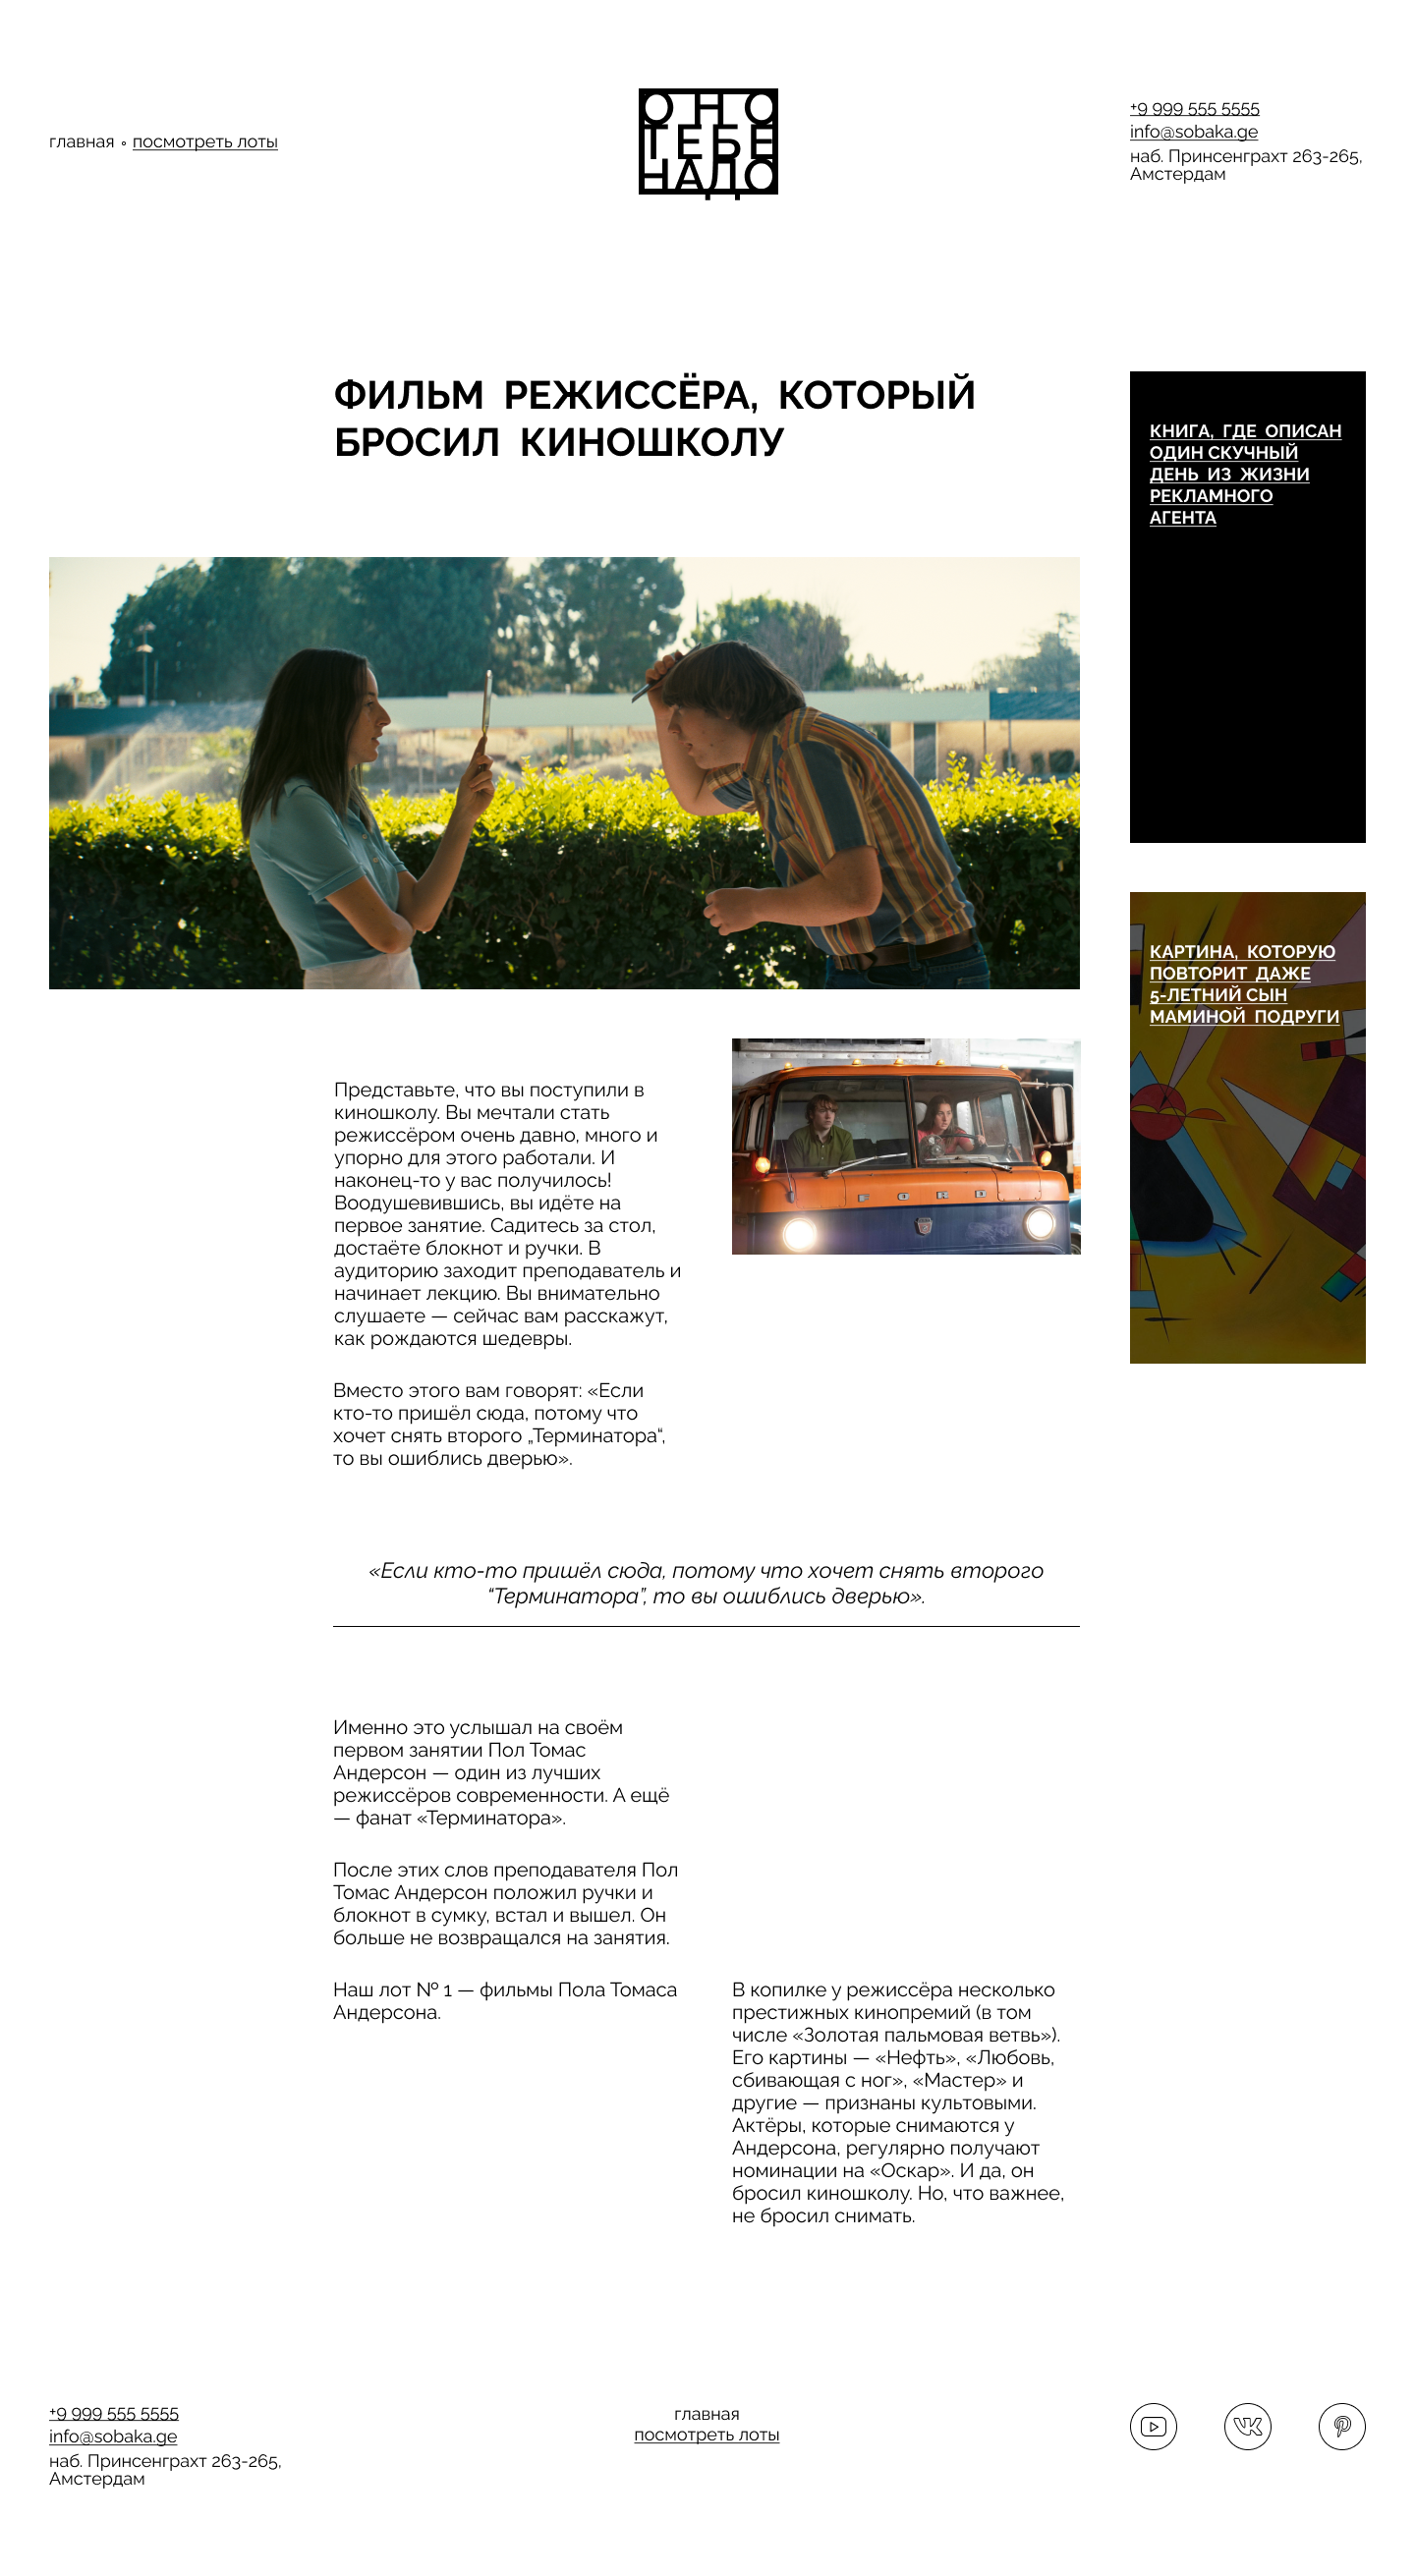 главная ◦ посмотреть лоты
ОНО
ТЕБЕ
НАДО
+9 999 555 5555
info@sobaka.ge
наб. Принсенграхт 263-265,
Амстердам
ФИЛЬМ РЕЖИССЁРА, КОТОРЫЙ
БРОСИЛ КИНОШКОЛУ
КНИГА, ГДЕ ОПИСАН
ОДИН СКУЧНЫЙ
ДЕНЬ ИЗ ЖИЗНИ
РЕКЛАМНОГО
АГЕНТА
КАРТИНА, КОТОРУЮ
ПОВТОРИТ ДАЖЕ
5-ЛЕТНИЙ СЫН
МАМИНОЙ ПОДРУГИ
Представьте, что вы поступили в
киношколу. Вы мечтали стать
режиссёром очень давно, много и
упорно для этого работали. И
наконец-то у вас получилось!
Воодушевившись, вы идёте на
первое занятие. Садитесь за стол,
достаёте блокнот и ручки. В
аудиторию заходит преподаватель и
начинает лекцию. Вы внимательно
слушаете — сейчас вам расскажут,
как рождаются шедевры.
FORD
Вместо этого вам говорят: «Если
кто-то пришёл сюда, потому что
хочет снять второго „Терминатора“,
то вы ошиблись дверью».
«Если кто-то пришёл сюда, потому что хочет снять второго
“Терминатора”, то вы ошиблись дверью».
Именно это услышал на своём
первом занятии Пол Томас
Андерсон — один из лучших
режиссёров современности. А ещё
— фанат «Терминатора».
После этих слов преподавателя Пол
Томас Андерсон положил ручки и
блокнот в сумку, встал и вышел. Он
больше не возвращался на занятия.
Наш лот № 1 — фильмы Пола Томаса
Андерсона.
В копилке у режиссёра несколько
престижных кинопремий (в том
числе «Золотая пальмовая ветвь»).
Его картины — «Нефть», «Любовь,
сбивающая с ног», «Мастер» и
другие — признаны культовыми.
Актёры, которые снимаются у
Андерсона, регулярно получают
номинации на «Оскар». И да, он
бросил киношколу. Но, что важнее,
не бросил снимать.
+9 999 555 5555
info@sobaka.ge
наб. Принсенграхт 263-265,
Амстердам
главная
посмотреть лоты